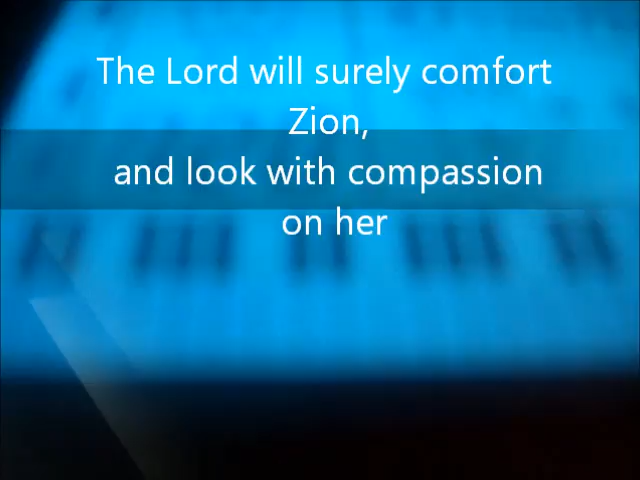 The Lord will surely comfort
Zion,
and look with compassion
on her